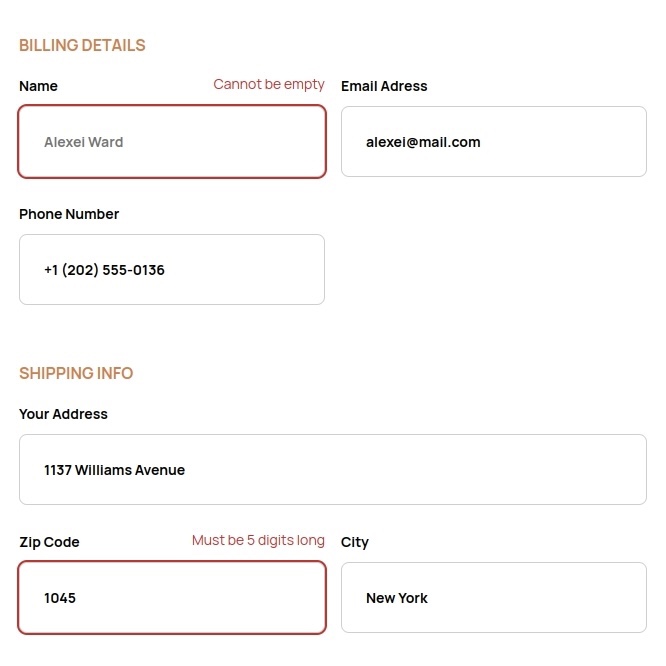 BILLING DETAILS
Name
Cannot be empty
Email Adress
Alexei Ward
alexei@mail.com
Phone Number
+1 (202) 555-0136
SHIPPING INFO
Your Address
1137 Williams Avenue
Zip Code
Must be 5 digits long
City
1045
New York